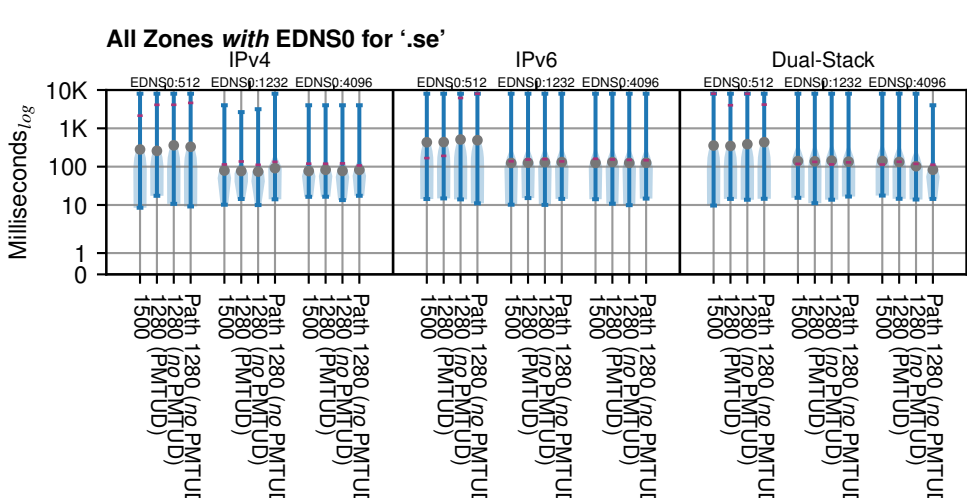 All Zones with EDNS0 for ‘.se’
IPv4
IPv6
Dual-Stack
EDNS0:512
EDNS0:1232
EDNS0:4096
EDNS0:512
EDNS0:1232
EDNS0:4096
EDNS0:512
EDNS0:1232
EDNS0:4096
Milliseconds log
10K
1K
100
10
1
0
1500
1280 (PMTUD)
1280 (no PMTUD)
Path 1280 (no PMTUD
1500
1280 (PMTUD)
1280 (no PMTUD)
Path 1280 (no PMTUD
1500
1280 (PMTUD)
1280 (no PMTUD)
Path 1280 (no PMTUD
1500
1280 (PMTUD)
1280 (no PMTUD)
Path 1280 (no PMTUD
1500
1280 (PMTUD)
1280 (no PMTUD)
Path 1280 (no PMTUD
1500
1280 (PMTUD)
1280 (no PMTUD)
Path 1280 (no PMTUD
1500
1280 (PMTUD)
1280 (no PMTUD)
Path 1280 (no PMTUD
1500
1280 (PMTUD)
1280 (no PMTUD)
Path 1280 (no PMTUD
1500
1280 (PMTUD)
1280 (no PMTUD)
Path 1280 (no PMTUD